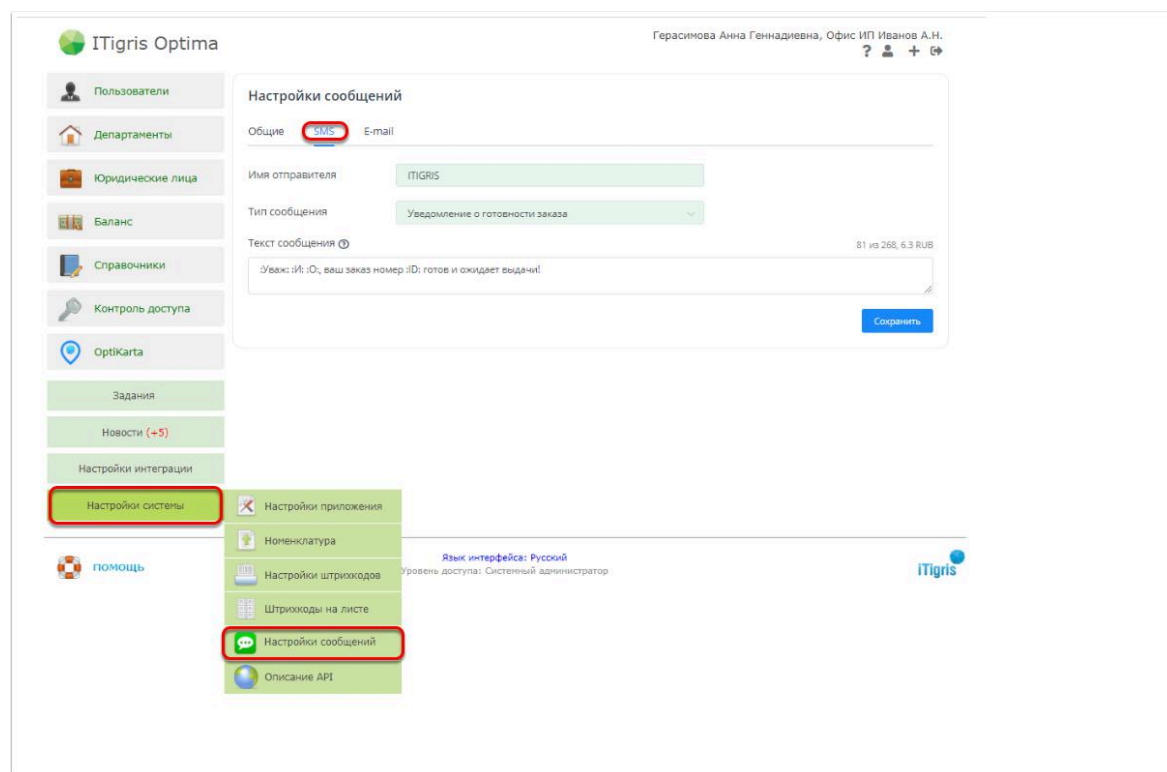 ITigris Optima
Герасимова Анна Геннадиевна, Офис ИП Иванов А.Н.
Пользователи
Департаменты
Юридические лица
Баланс
Справочники
Контроль доступа
OptiKarta
Задания
Новости (+5)
Настройки интеграции
Настройки системы
Настройки сообщений
Общие SMS E-mail
Имя отправителя ITIGRIS
Тип сообщения Уведомление о готовности заказа
Текст сообщения 81 из 268, 6.3 RUB
:Уваж: :И: :О:, ваш заказ номер :ID: готов и ожидает выдачи!
Сохранить
Настройки приложения
Номенклатура
Настройки штрихкодов
Штрихкоды на листе
Настройки сообщений
Описание API
ПОМОЩЬ
Язык интерфейса: Русский
Уровень доступа: Системный администратор
iTigris